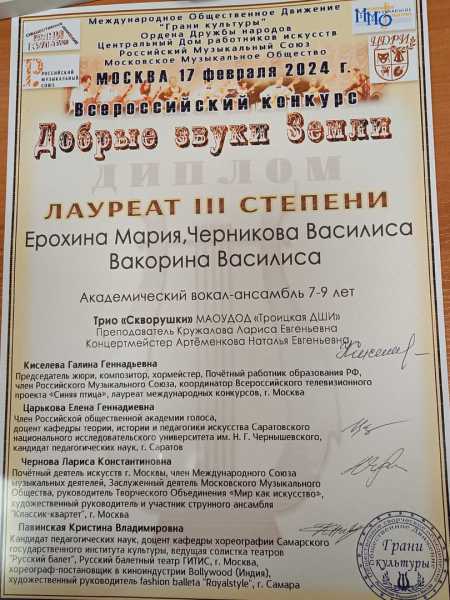 Международное Общественное Движение
"Грани культуры"
Ордена Дружбы народов
Центральный Дом работников искусств
Российский Музыкальный Союз
Московское Музыкальное Общество
РОССИЙСКИЙ
МУЗЫКАЛЬНЫЙ
СОЮЗ
ММО
ЦДРИ
МОСКВА 17 февраля 2024 г.
Всероссийский конкурс
Добрые звуки Земли
ДИПЛОМ
ЛАУРЕАТ III СТЕПЕНИ
Ерохина Мария,Черникова Василиса
Вакорина Василиса
Академический вокал-ансамбль 7-9 лет
Трио «Скворушки» МАОУДОД «Троицкая ДШИ»
Преподаватель Кружалова Лариса Евгеньевна
Концертмейстер Артёменкова Наталья Евгеньевна
Киселева Галина Геннадьевна
Председатель жюри, композитор, хормейстер, Почётный работник образования РФ,
член Российского Музыкального Союза, координатор Всероссийского телевизионного
проекта «Синяя птица», лауреат международных конкурсов, г. Москва
Царькова Елена Геннадиевна
Член Российской общественной академии голоса,
доцент кафедры теории, истории и педагогики искусства Саратовского
национального исследовательского университета им. Н. Г. Чернышевского,
кандидат педагогических наук, г. Саратов
Чернова Лариса Константиновна
Почётный деятель искусств г. Москвы, член Международного Союза
музыкальных деятелей, Заслуженный деятель Московского Музыкального
Общества, руководитель Творческого Объединения «Мир как искусство»,
художественный руководитель и участник струнного ансамбля
"Классик-квартет", г. Москва
Павинская Кристина Владимировна
Кандидат педагогических наук, доцент кафедры хореографии Самарского
государственного института культуры, ведущая солистка театров
"Русский балет", Русский балетный театр ГИТИС, г. Москва,
хореограф-постановщик в киноиндустрии Bollywood (Индия),
художественный руководитель fashion balleta "Royalstyle", г. Самара
Грани
культуры